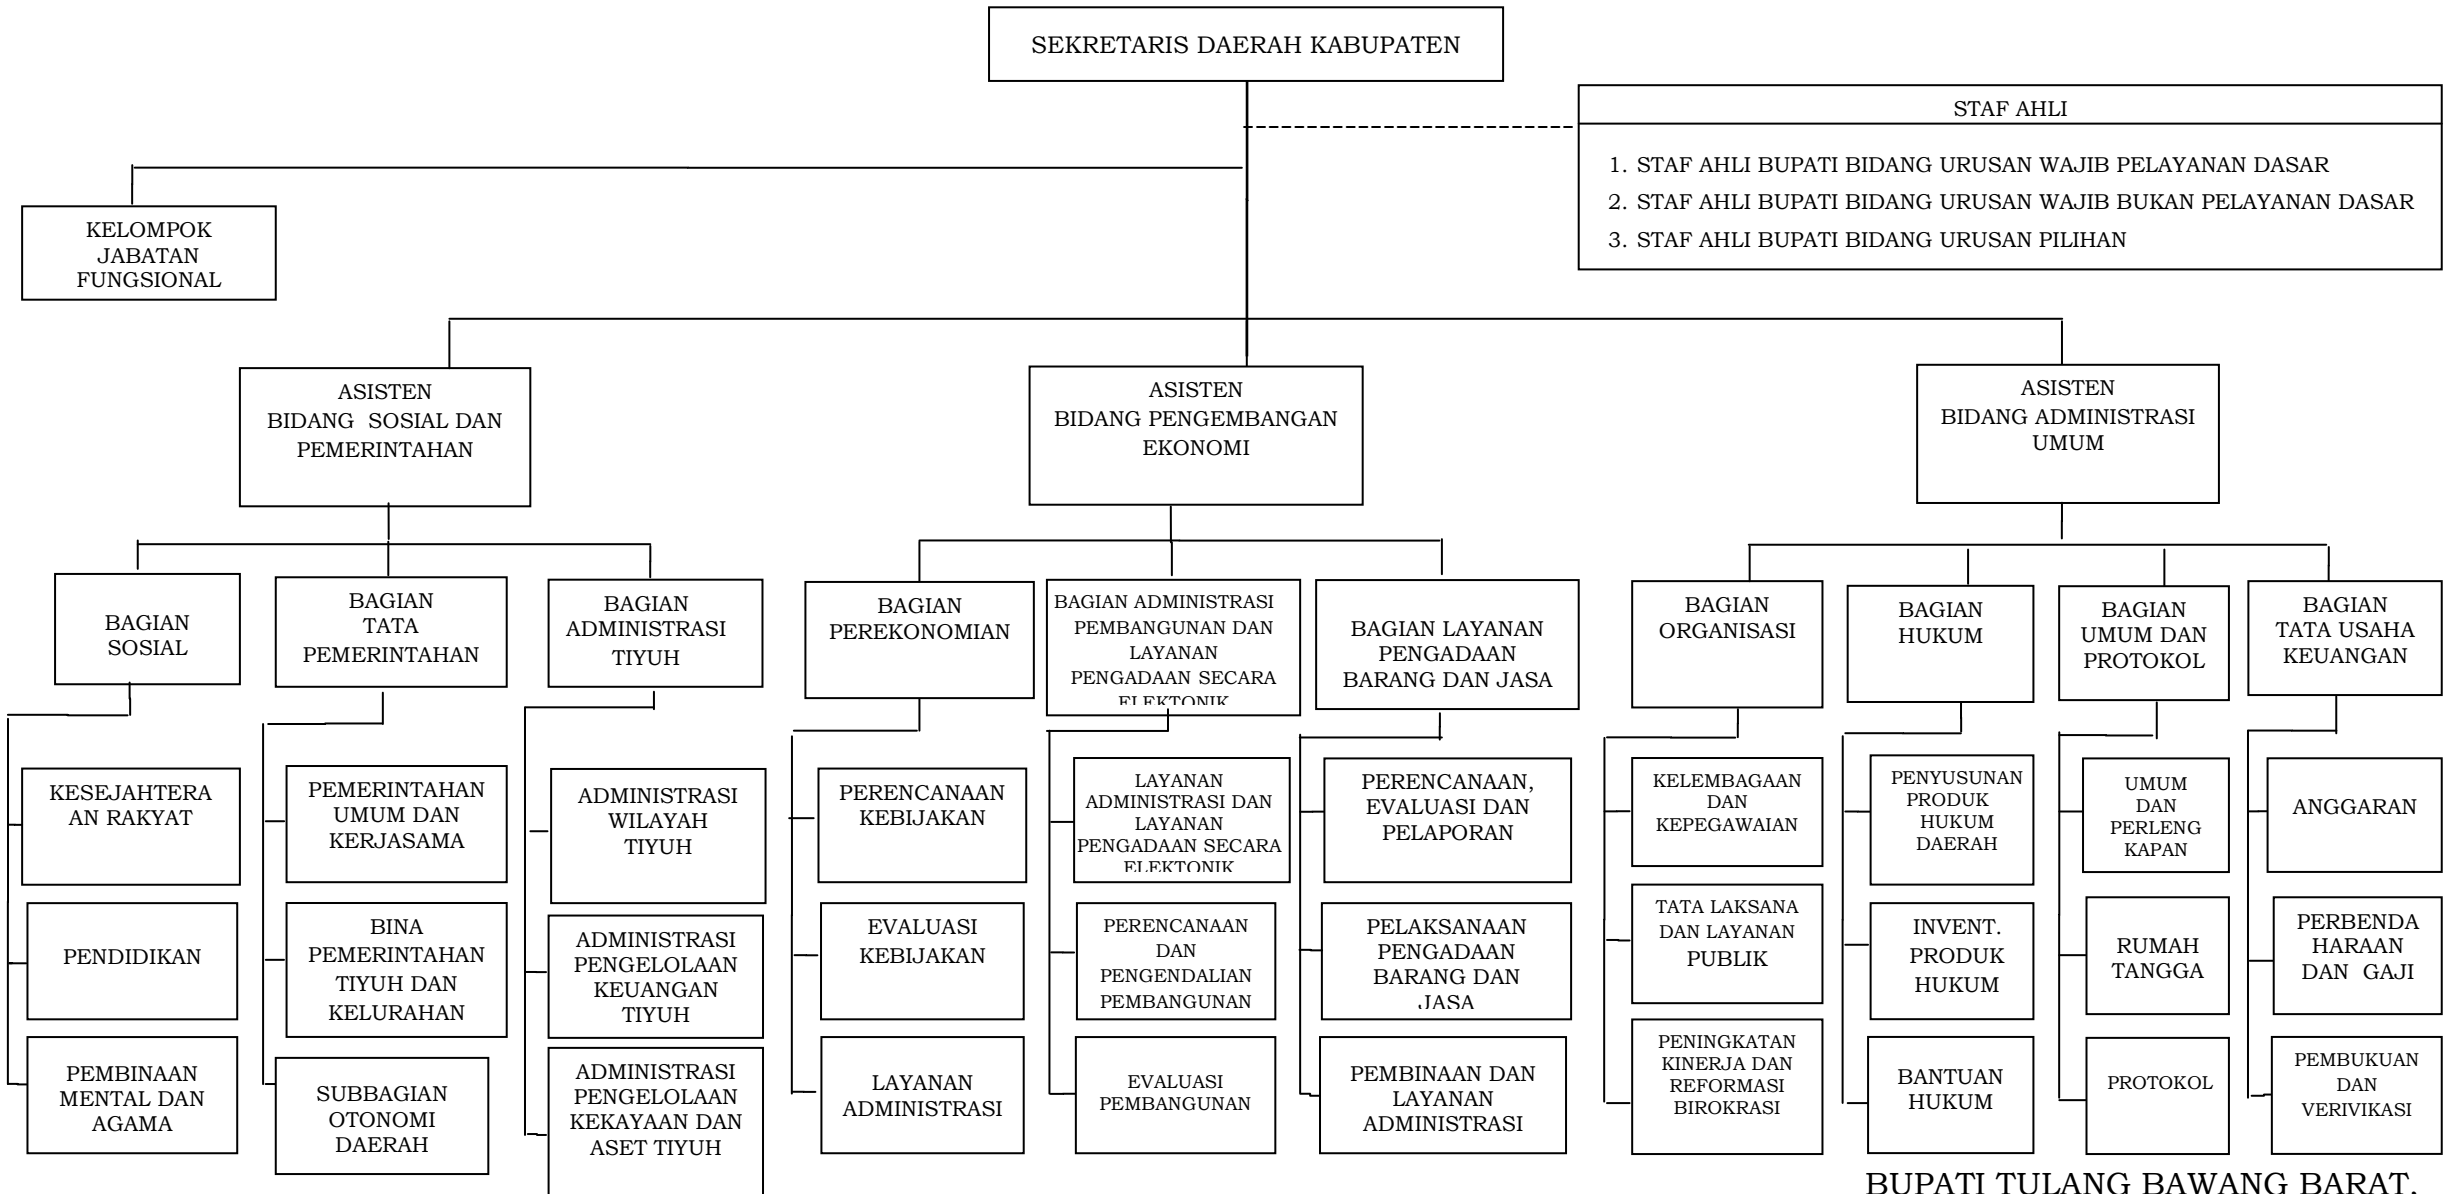 SEKRETARIS DAERAH KABUPATEN
STAF AHLI
1. STAF AHLI BUPATI BIDANG URUSAN WAJIB PELAYANAN DASAR
2. STAF AHLI BUPATI BIDANG URUSAN WAJIB BUKAN PELAYANAN DASAR
3. STAF AHLI BUPATI BIDANG URUSAN PILIHAN
KELOMPOK
JABATAN
FUNGSIONAL
ASISTEN
BIDANG SOSIAL DAN
PEMERINTAHAN
ASISTEN
BIDANG PENGEMBANGAN
EKONOMI
ASISTEN
BIDANG ADMINISTRASI
UMUM
BAGIAN
SOSIAL
BAGIAN
TATA
PEMERINTAHAN
BAGIAN
ADMINISTRASI
TIYUH
BAGIAN
PEREKONOMIAN
BAGIAN ADMINISTRASI
PEMBANGUNAN DAN
LAYANAN
PENGADAAN SECARA
ELEKTONIK
BAGIAN LAYANAN
PENGADAAN
BARANG DAN JASA
BAGIAN
ORGANISASI
BAGIAN
HUKUM
BAGIAN
UMUM DAN
PROTOKOL
BAGIAN
TATA USAHA
KEUANGAN
KESEJAHTERA
AN RAKYAT
PEMERINTAHAN
UMUM DAN
KERJASAMA
ADMINISTRASI
WILAYAH
TIYUH
PERENCANAAN
KEBIJAKAN
LAYANAN
ADMINISTRASI DAN
LAYANAN
PENGADAAN SECARA
ELEKTONIK
PERENCANAAN,
EVALUASI DAN
PELAPORAN
KELEMBAGAAN
DAN
KEPEGAWAIAN
PENYUSUNAN
PRODUK
HUKUM
DAERAH
UMUM
DAN
PERLENG
KAPAN
ANGGARAN
PENDIDIKAN
BINA
PEMERINTAHAN
TIYUH DAN
KELURAHAN
ADMINISTRASI
PENGELOLAAN
KEUANGAN
TIYUH
EVALUASI
KEBIJAKAN
PERENCANAAN
DAN
PENGENDALIAN
PEMBANGUNAN
PELAKSANAAN
PENGADAAN
BARANG DAN
JASA
TATA LAKSANA
DAN LAYANAN
PUBLIK
INVENT.
PRODUK
HUKUM
RUMAH
TANGGA
PERBENDA
HARAAN
DAN GAJI
PEMBINAAN
MENTAL DAN
AGAMA
SUBBAGIAN
OTONOMI
DAERAH
ADMINISTRASI
PENGELOLAAN
KEKAYAAN DAN
ASET TIYUH
LAYANAN
ADMINISTRASI
EVALUASI
PEMBANGUNAN
PEMBINAAN DAN
LAYANAN
ADMINISTRASI
PENINGKATAN
KINERJA DAN
REFORMASI
BIROKRASI
BANTUAN
HUKUM
PROTOKOL
PEMBUKUAN
DAN
VERIVIKASI
BUPATI TULANG BAWANG BARAT,